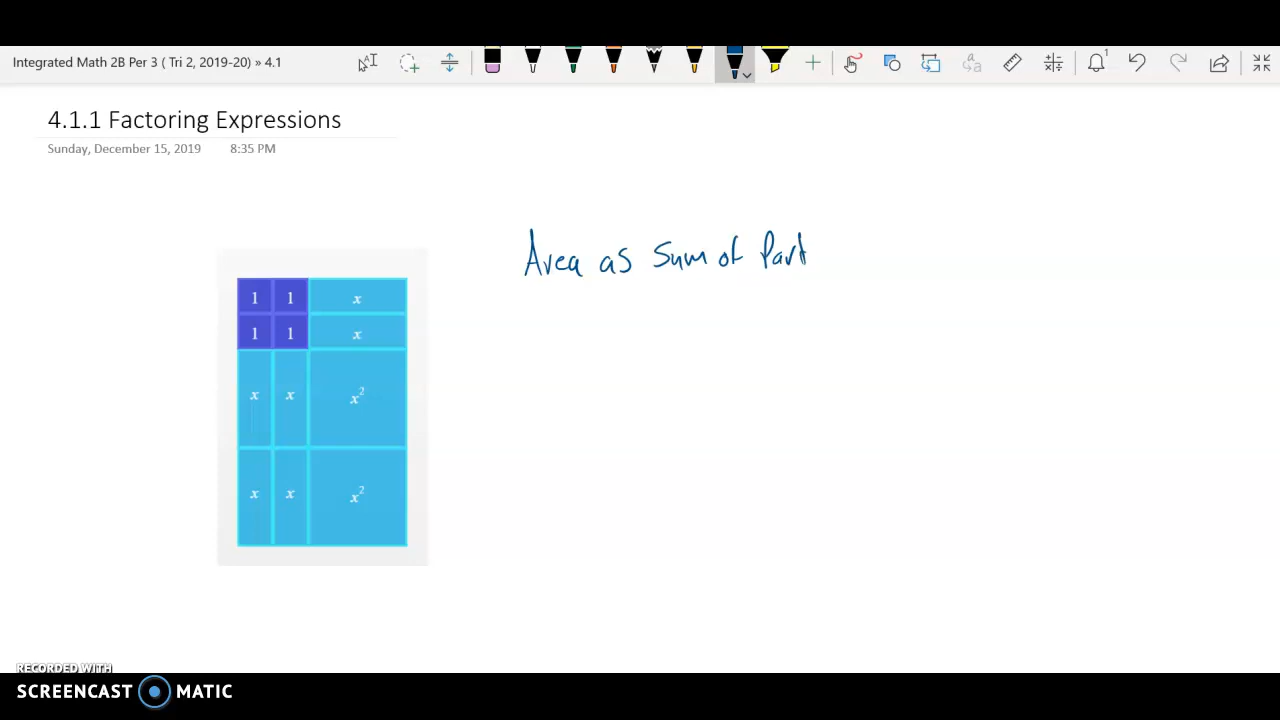 Integrated Math 2B Per 3 ( Tri 2, 2019-20) » 4.1
4.1.1 Factoring Expressions
Sunday, December 15, 2019 8:35 PM
Area as Sum of Part
1 1 x
1 1 x
x x x²
x x x²
RECORDED WITH
SCREENCAST MATIC